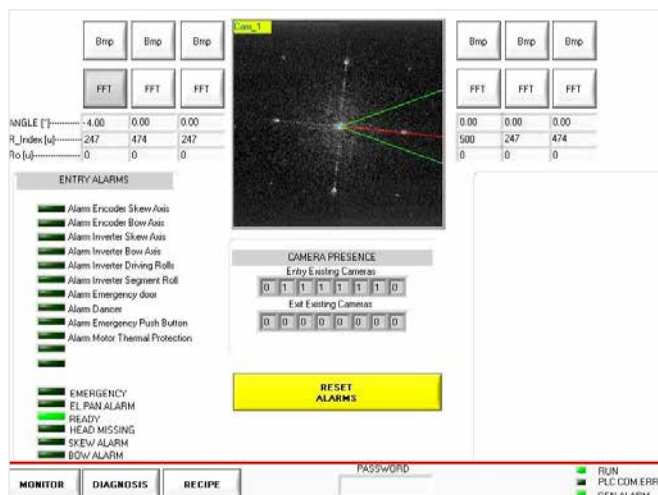 Bmp Bmp Bmp
Cam_1
Bmp Bmp Bmp
FFT FFT FFT
FFT FFT FFT
ANGLE [°] -4.00 0.00 0.00
0.00 0.00 0.00
R_Index [u] 247 474 247
500 247 474
Ro [u] 0 0 0
0 0 0
ENTRY ALARMS
Alarm Encoder Skew Axis
Alarm Encoder Bow Axis
Alarm Inverter Skew Axis
Alarm Inverter Bow Axis
Alarm Inverter Driving Rolls
Alarm Inverter Segment Roll
Alarm Emergency door
Alarm Dancer
Alarm Emergency Push Button
Alarm Motor Thermal Protection
CAMERA PRESENCE
Entry Existing Cameras
0 1 1 1 1 1 1 0
Exit Existing Cameras
0 0 0 0 0 0 0 0
RESET
ALARMS
EMERGENCY
EL.PAN ALARM
READY
HEAD MISSING
SKEW ALARM
BOW ALARM
MONITOR DIAGNOSIS RECIPE
PASSWORD
RUN
PLC COM.ERR
GEN ALARM